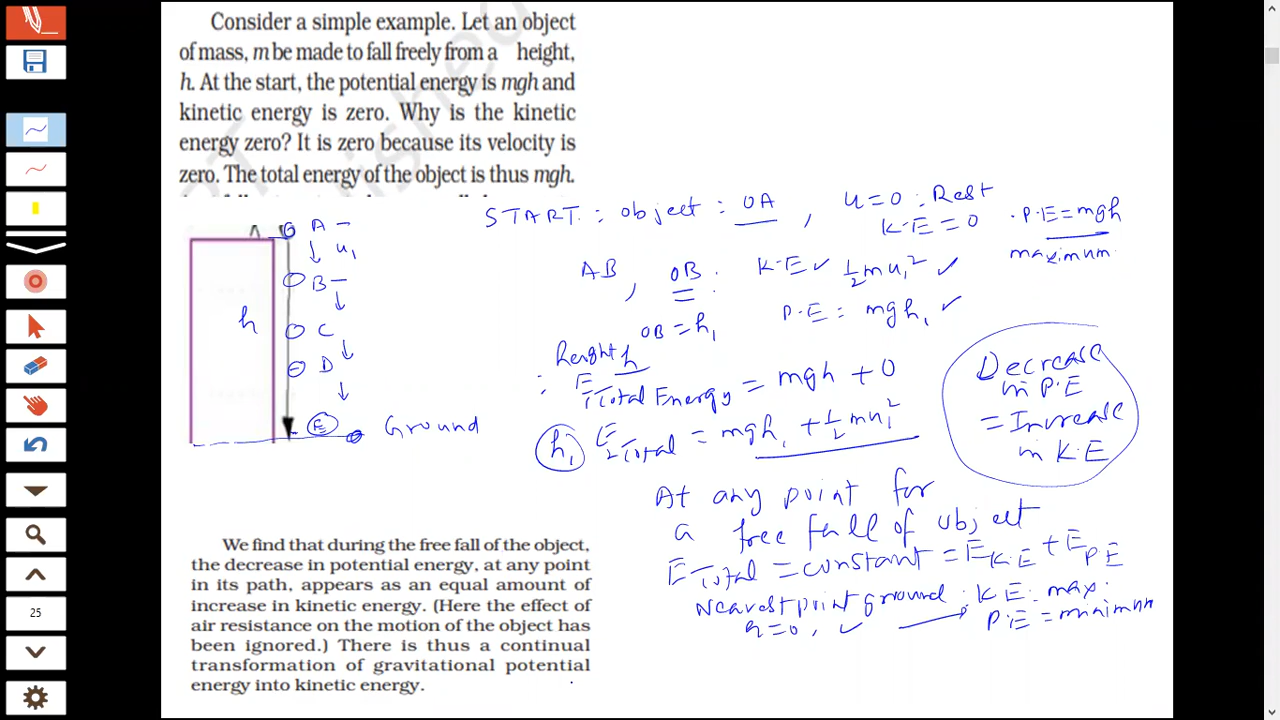 Consider a simple example. Let an object
of mass, m be made to fall freely from a height,
h. At the start, the potential energy is mgh and
kinetic energy is zero. Why is the kinetic
energy zero? It is zero because its velocity is
zero. The total energy of the object is thus mgh.
START : object : OA , u=0 : Rest
K·E=0 · P.E=mgh
maximum
A
u₁
B
C
D
E
h
Ground
AB , OB : K·E✓ ½mu₁² ✓
P.E = mgh₁ ✓
OB = h₁
: Height h
E₁Total Energy = mgh + 0
h₁ E₂Total = mgh₁ + ½mu₁²
Decrease
in P.E
= Increase
in K.E
At any point for
a free fall of object
E Total = constant = E K·E + E P E
Nearest point ground : K E : max.
h=0, ✓ P.E = minimum
We find that during the free fall of the object,
the decrease in potential energy, at any point
in its path, appears as an equal amount of
increase in kinetic energy. (Here the effect of
air resistance on the motion of the object has
been ignored.) There is thus a continual
transformation of gravitational potential
energy into kinetic energy.
25